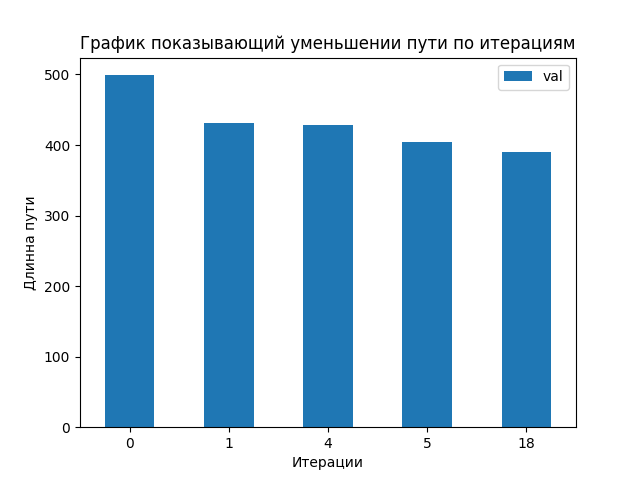 График показывающий уменьшении пути по итерациям
val
500
400
300
200
100
0
Длинна пути
0 1 4 5 18
Итерации